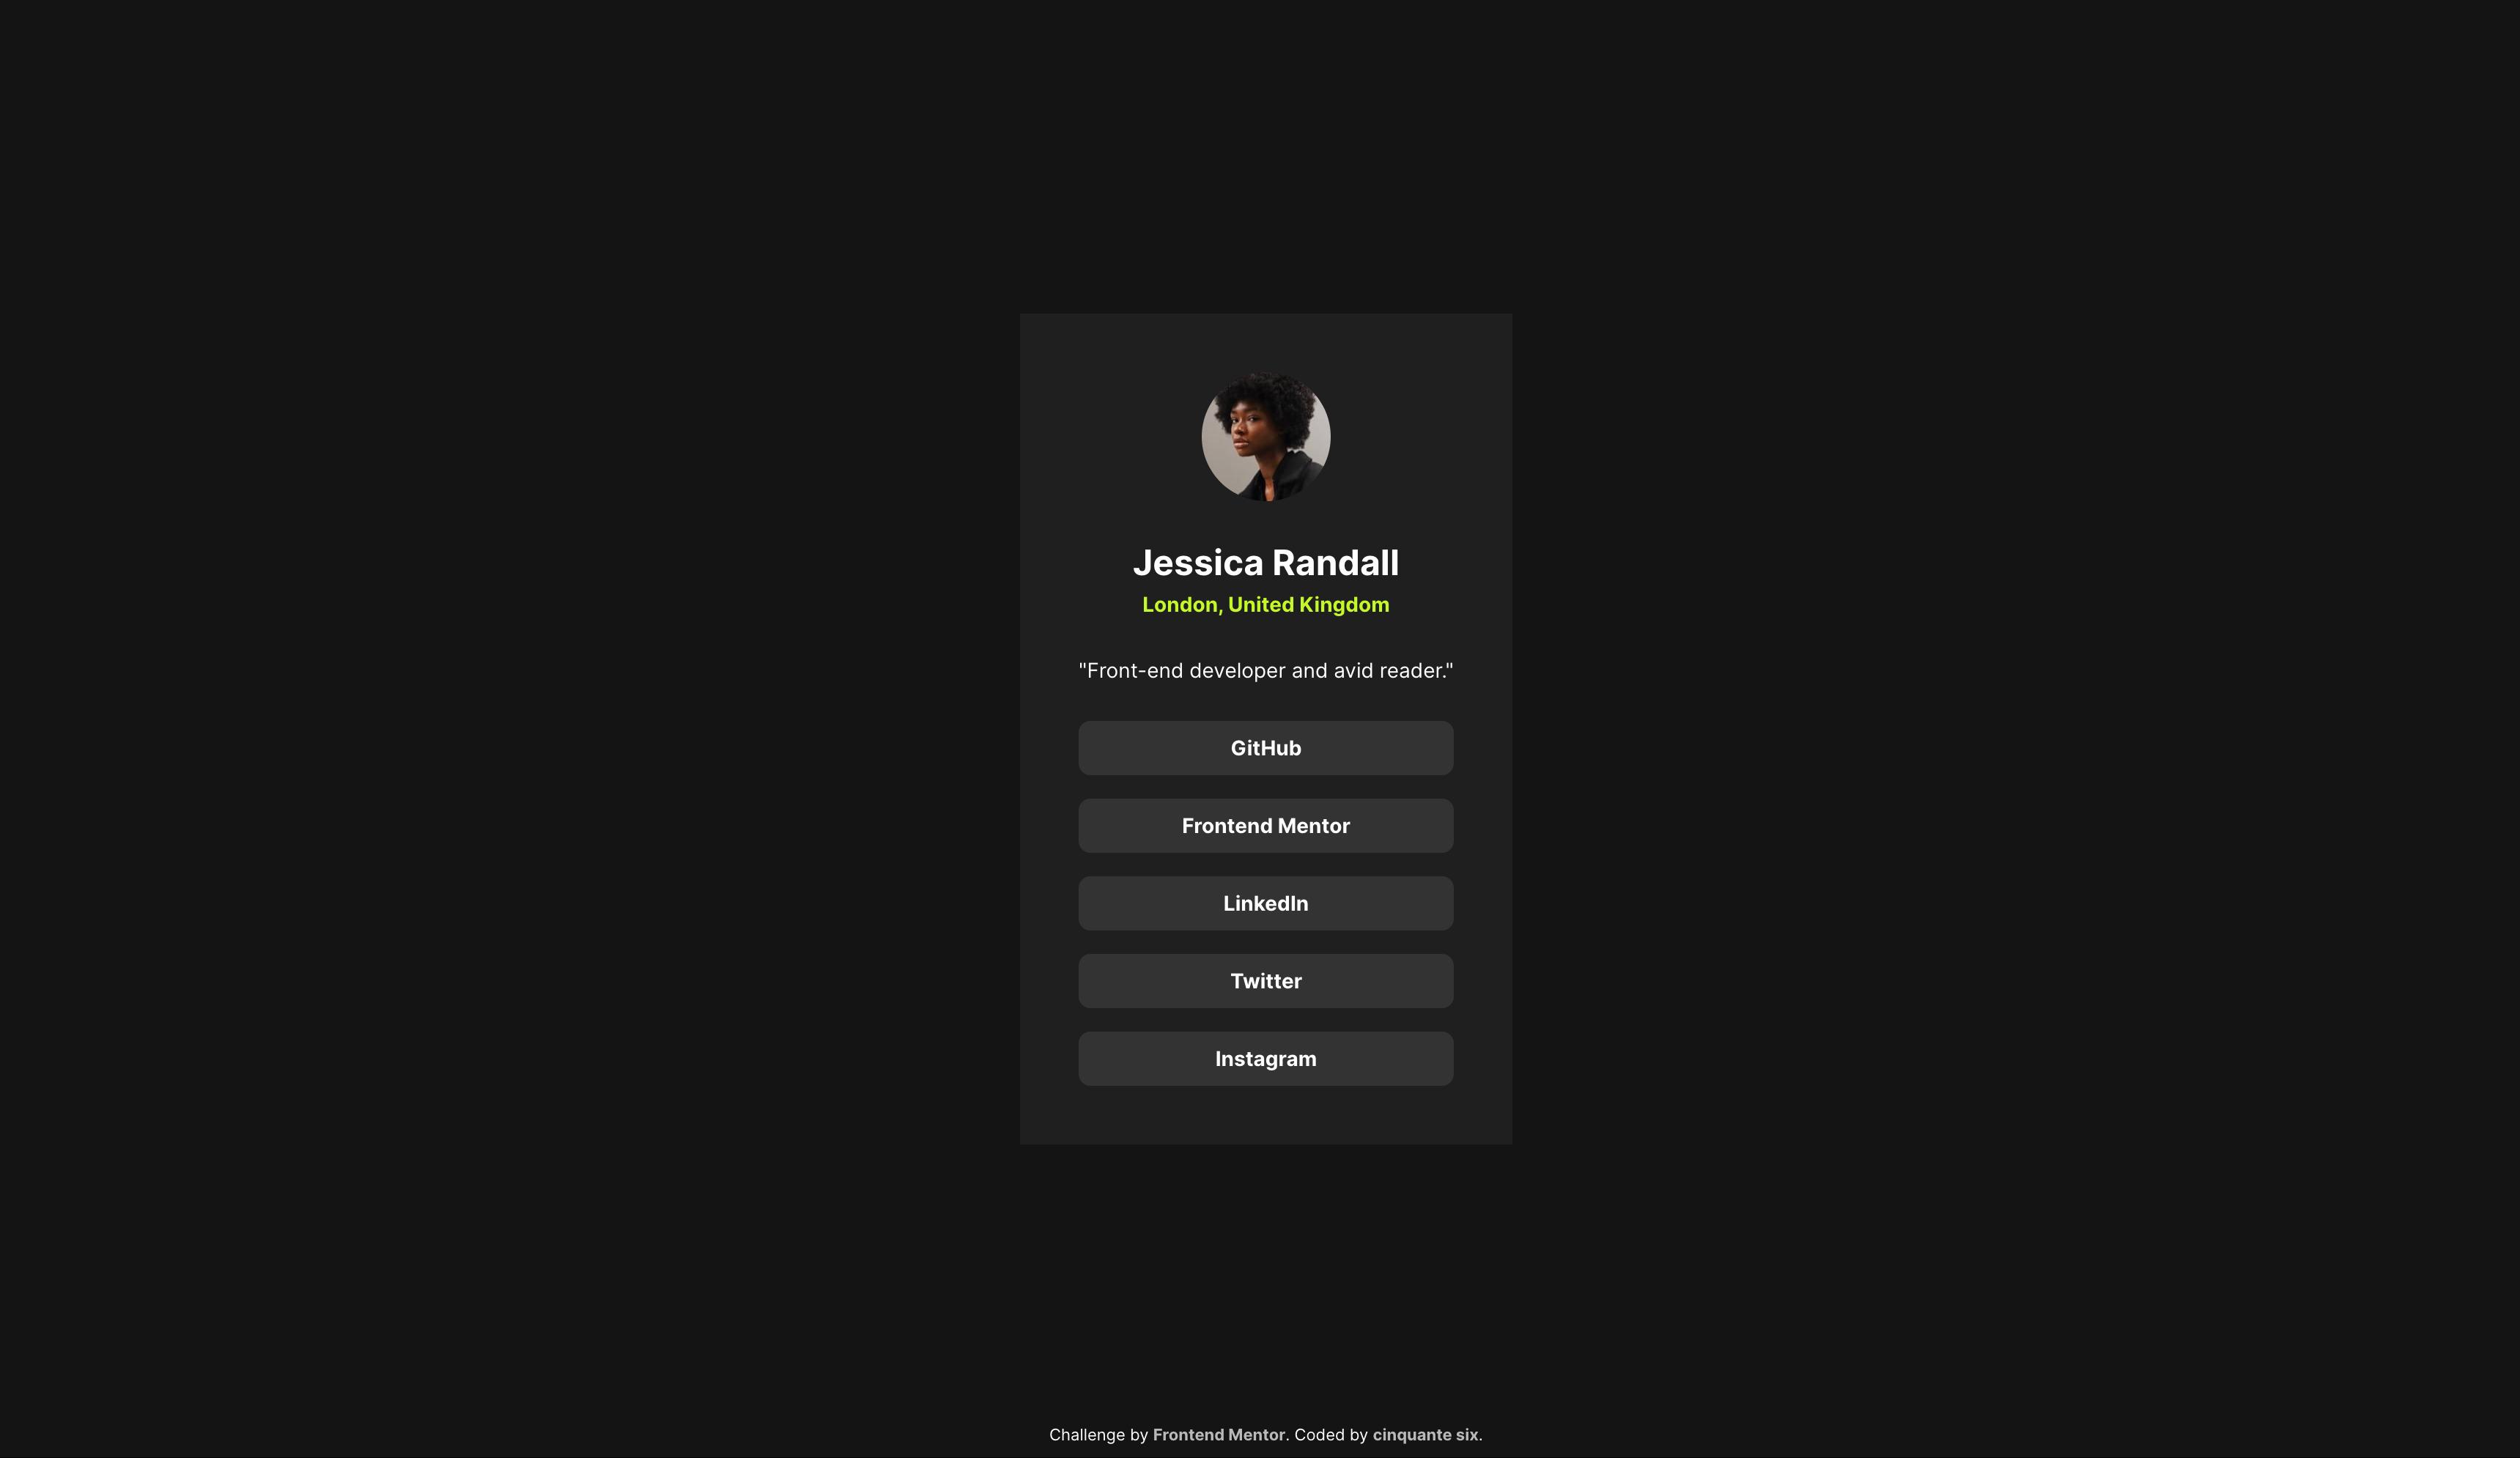 Jessica Randall
London, United Kingdom
"Front-end developer and avid reader."
GitHub
Frontend Mentor
LinkedIn
Twitter
Instagram
Challenge by Frontend Mentor. Coded by cinquante six.